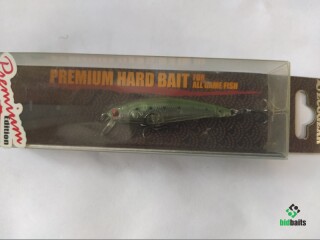 Premium
Edition
PREMIUM HARD BAIT
FOR
ALL GAME FISH
bidbaits